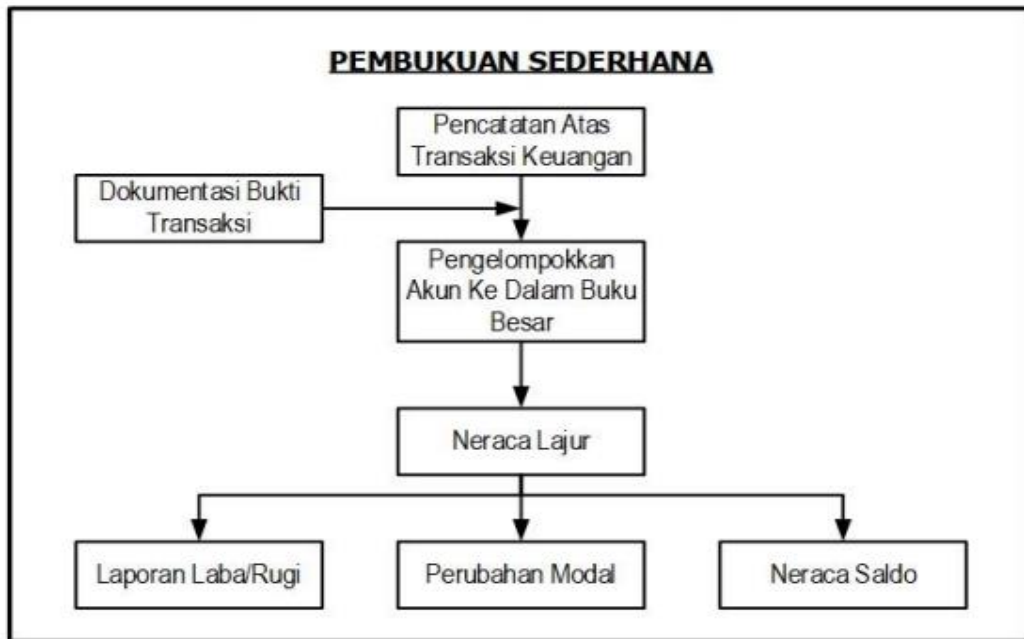 PEMBUKUAN SEDERHANA
Pencatatan Atas
Transaksi Keuangan
Dokumentasi Bukti
Transaksi
Pengelompokkan
Akun Ke Dalam Buku
Besar
Neraca Lajur
Laporan Laba/Rugi
Perubahan Modal
Neraca Saldo